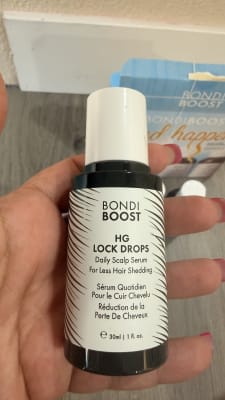 BONDI
BOOST
BONDIBOOS
BONDI
BOOST
HG
LOCK DROPS
Daily Scalp Serum
For Less Hair Shedding
Sérum Quotidien
Pour le Cuir Chevelu
Réduction de la
Perte De Cheveux
℮ 30ml | 1 fl. oz.